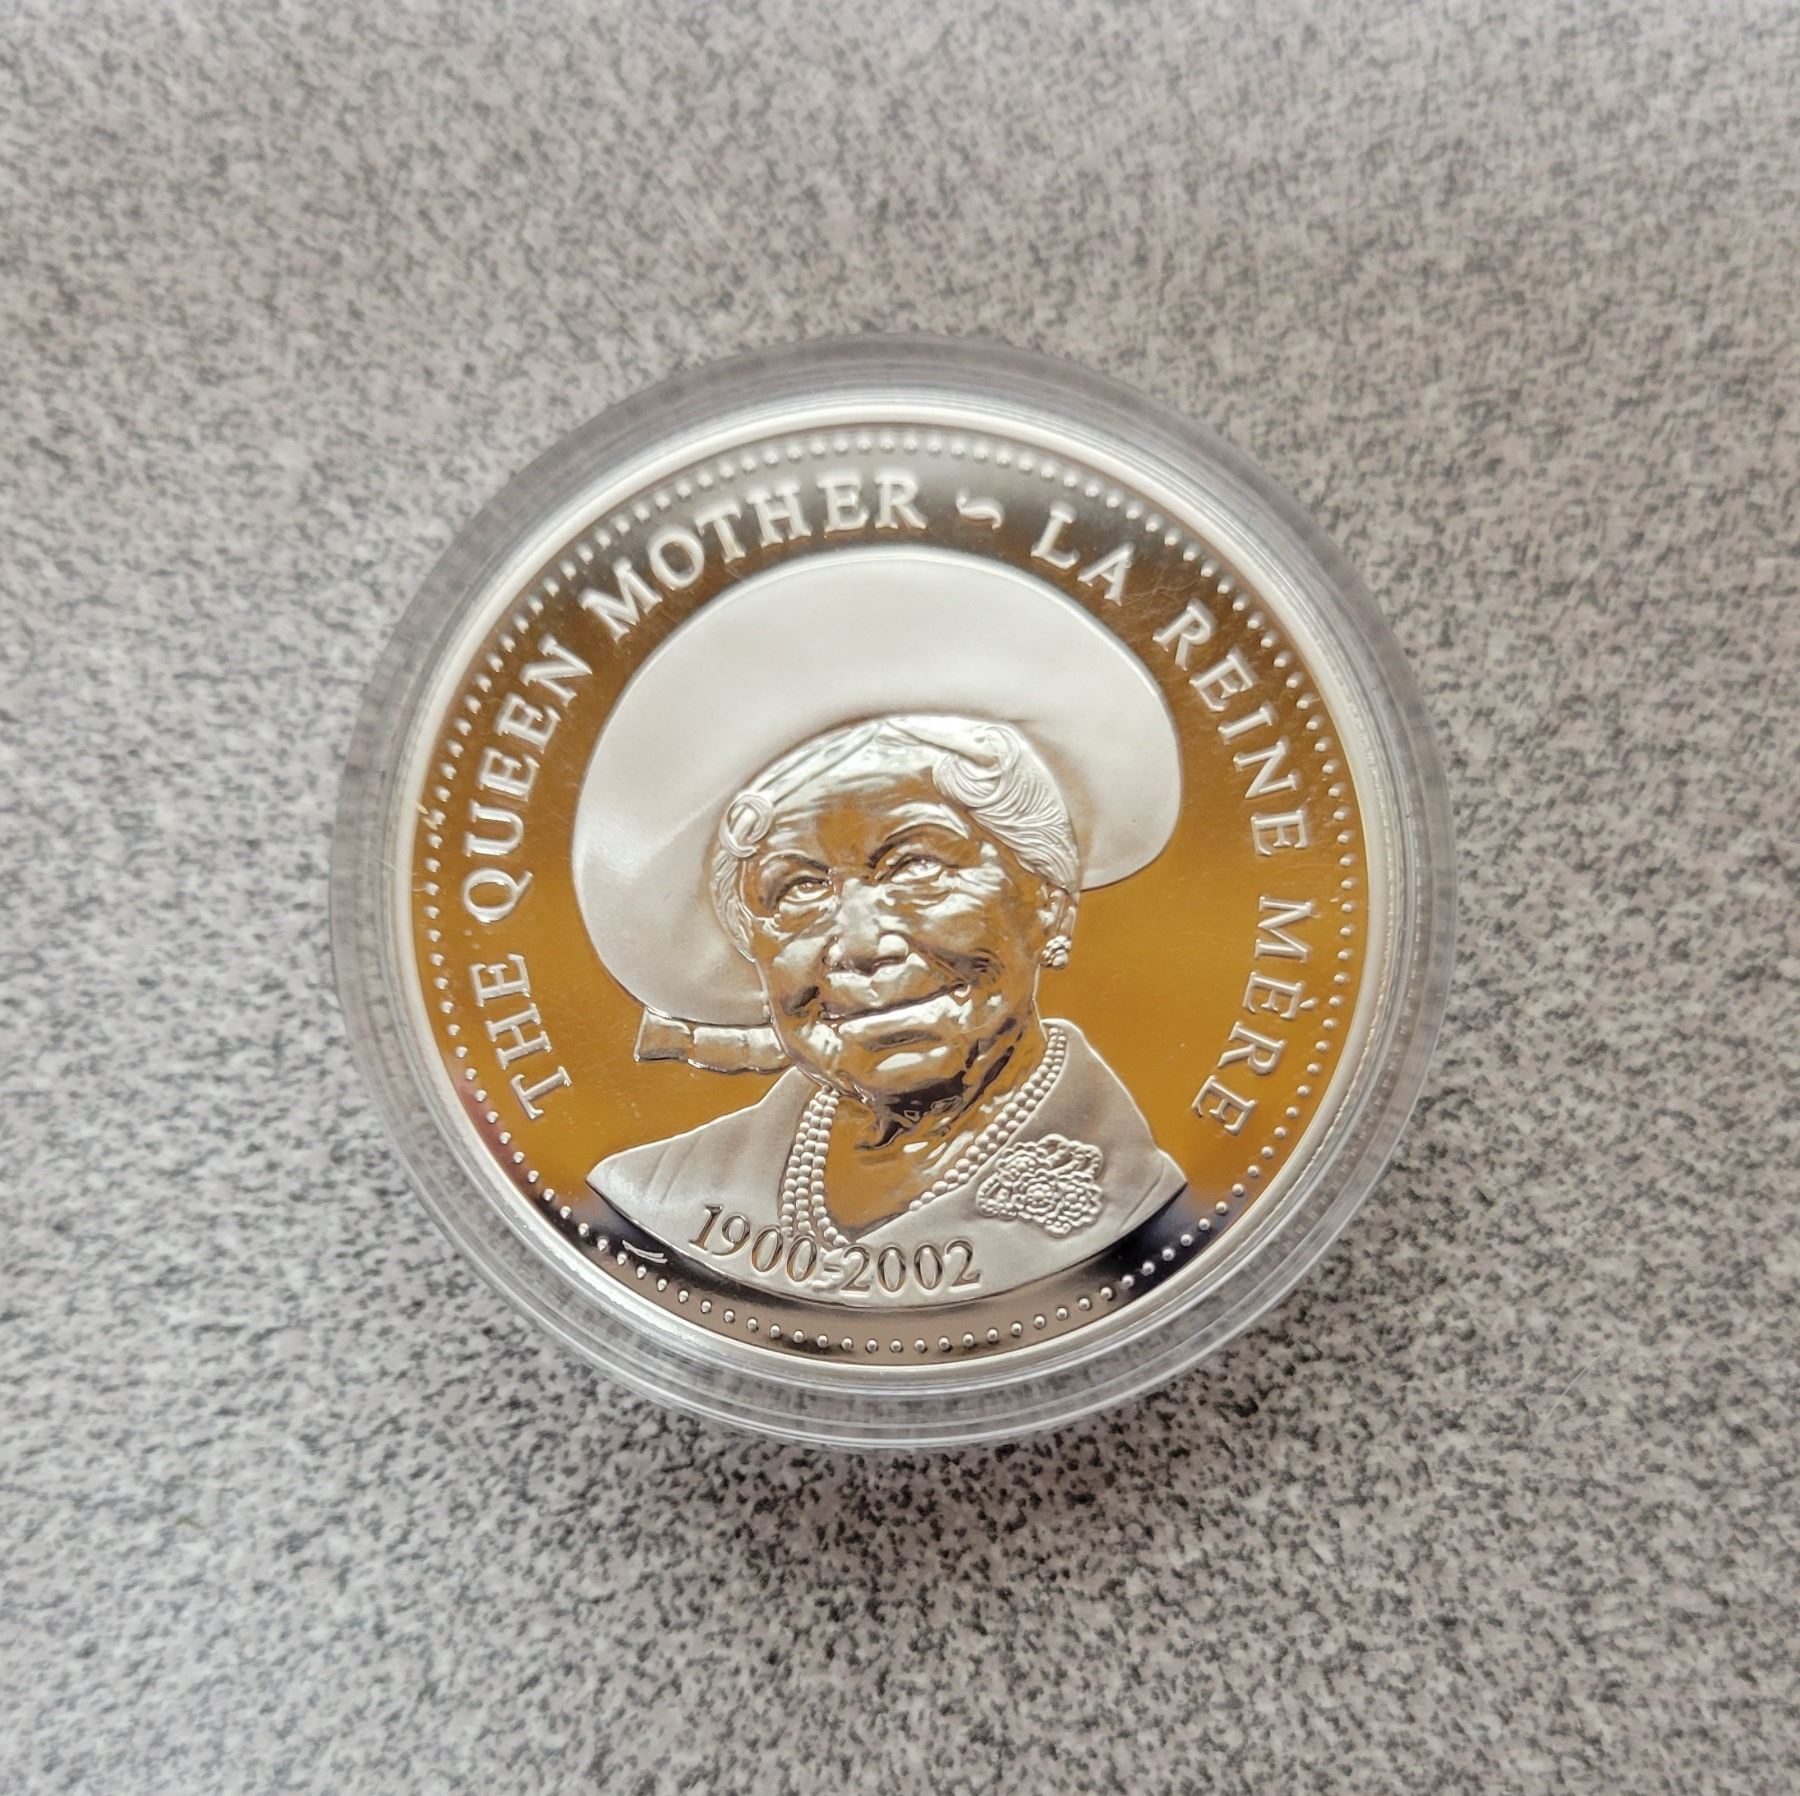 THE QUEEN MOTHER ~ LA REINE MÈRE
1900-2002